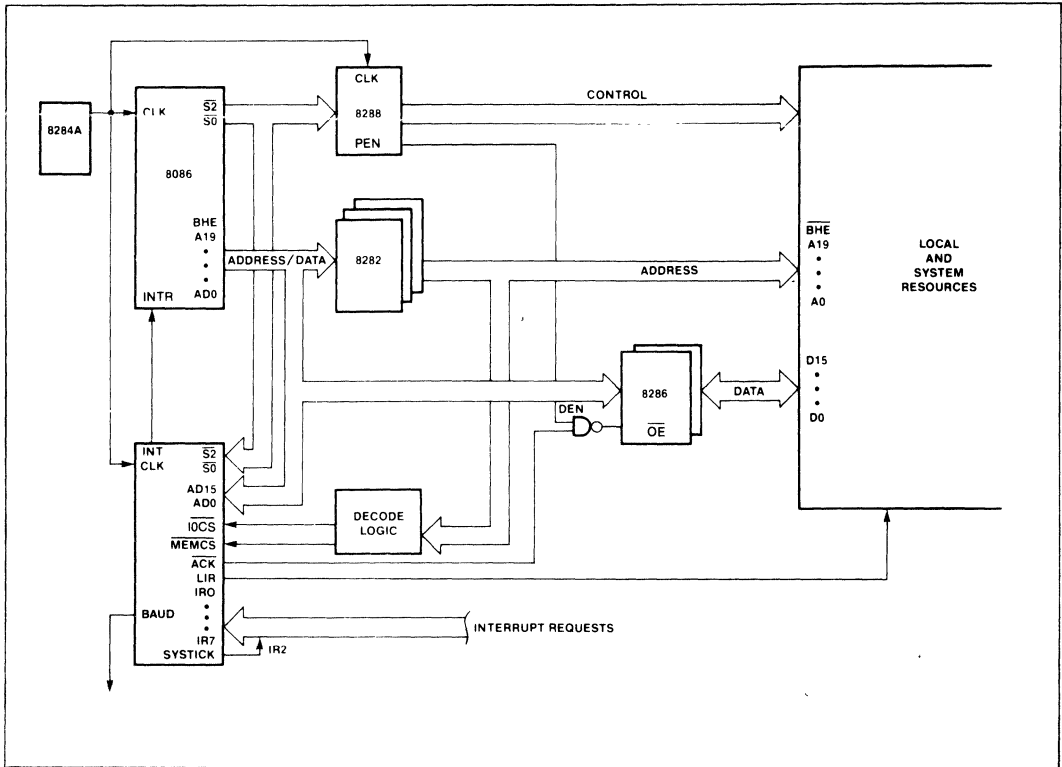 8284A
CLK
S2
S0
8086
BHE
A19
AD0
INTR
CLK
8288
PEN
CONTROL
ADDRESS/DATA
8282
ADDRESS
BHE
A19
A0
D15
D0
LOCAL
AND
SYSTEM
RESOURCES
8286
OE
DATA
DEN
INT
CLK
S2
S0
AD15
AD0
IOCS
MEMCS
ACK
LIR
IR0
IR7
SYSTICK
BAUD
DECODE
LOGIC
INTERRUPT REQUESTS
IR2